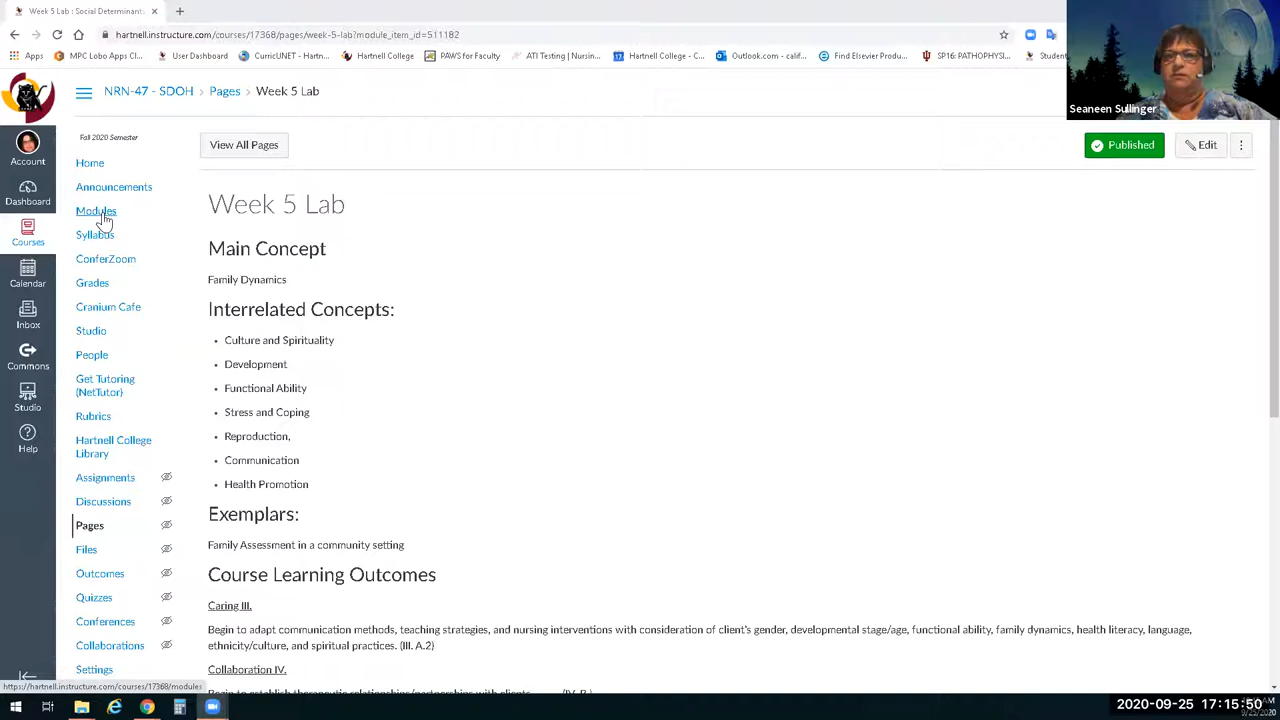 Week 5 Lab : Social Determinants
hartnell.instructure.com/courses/17368/pages/week-5-lab?module_item_id=511182
Apps
MPC Lobo Apps Cl...
User Dashboard
CurricUNET - Hartn...
Hartnell College
PAWS for Faculty
ATI Testing | Nursin...
Hartnell College - C...
Outlook.com - calif...
Find Elsevier Produ...
SP16: PATHOPHYSI...
Student
Seaneen Sullinger
NRN-47 - SDOH > Pages > Week 5 Lab
Account
Dashboard
Courses
Calendar
Inbox
Commons
Studio
Help
Fall 2020 Semester
Home
Announcements
Modules
Syllabus
ConferZoom
Grades
Cranium Cafe
Studio
People
Get Tutoring
(NetTutor)
Rubrics
Hartnell College
Library
Assignments
Discussions
Pages
Files
Outcomes
Quizzes
Conferences
Collaborations
Settings
View All Pages
Published
Edit
Week 5 Lab
Main Concept
Family Dynamics
Interrelated Concepts:
• Culture and Spirituality
• Development
• Functional Ability
• Stress and Coping
• Reproduction,
• Communication
• Health Promotion
Exemplars:
Family Assessment in a community setting
Course Learning Outcomes
Caring III.
Begin to adapt communication methods, teaching strategies, and nursing interventions with consideration of client's gender, developmental stage/age, functional ability, family dynamics, health literacy, language,
ethnicity/culture, and spiritual practices. (III. A.2)
Collaboration IV.
Begin to establish therapeutic relationships/partnerships with clients
https://hartnell.instructure.com/courses/17368/modules
2020-09-25 17:15:50